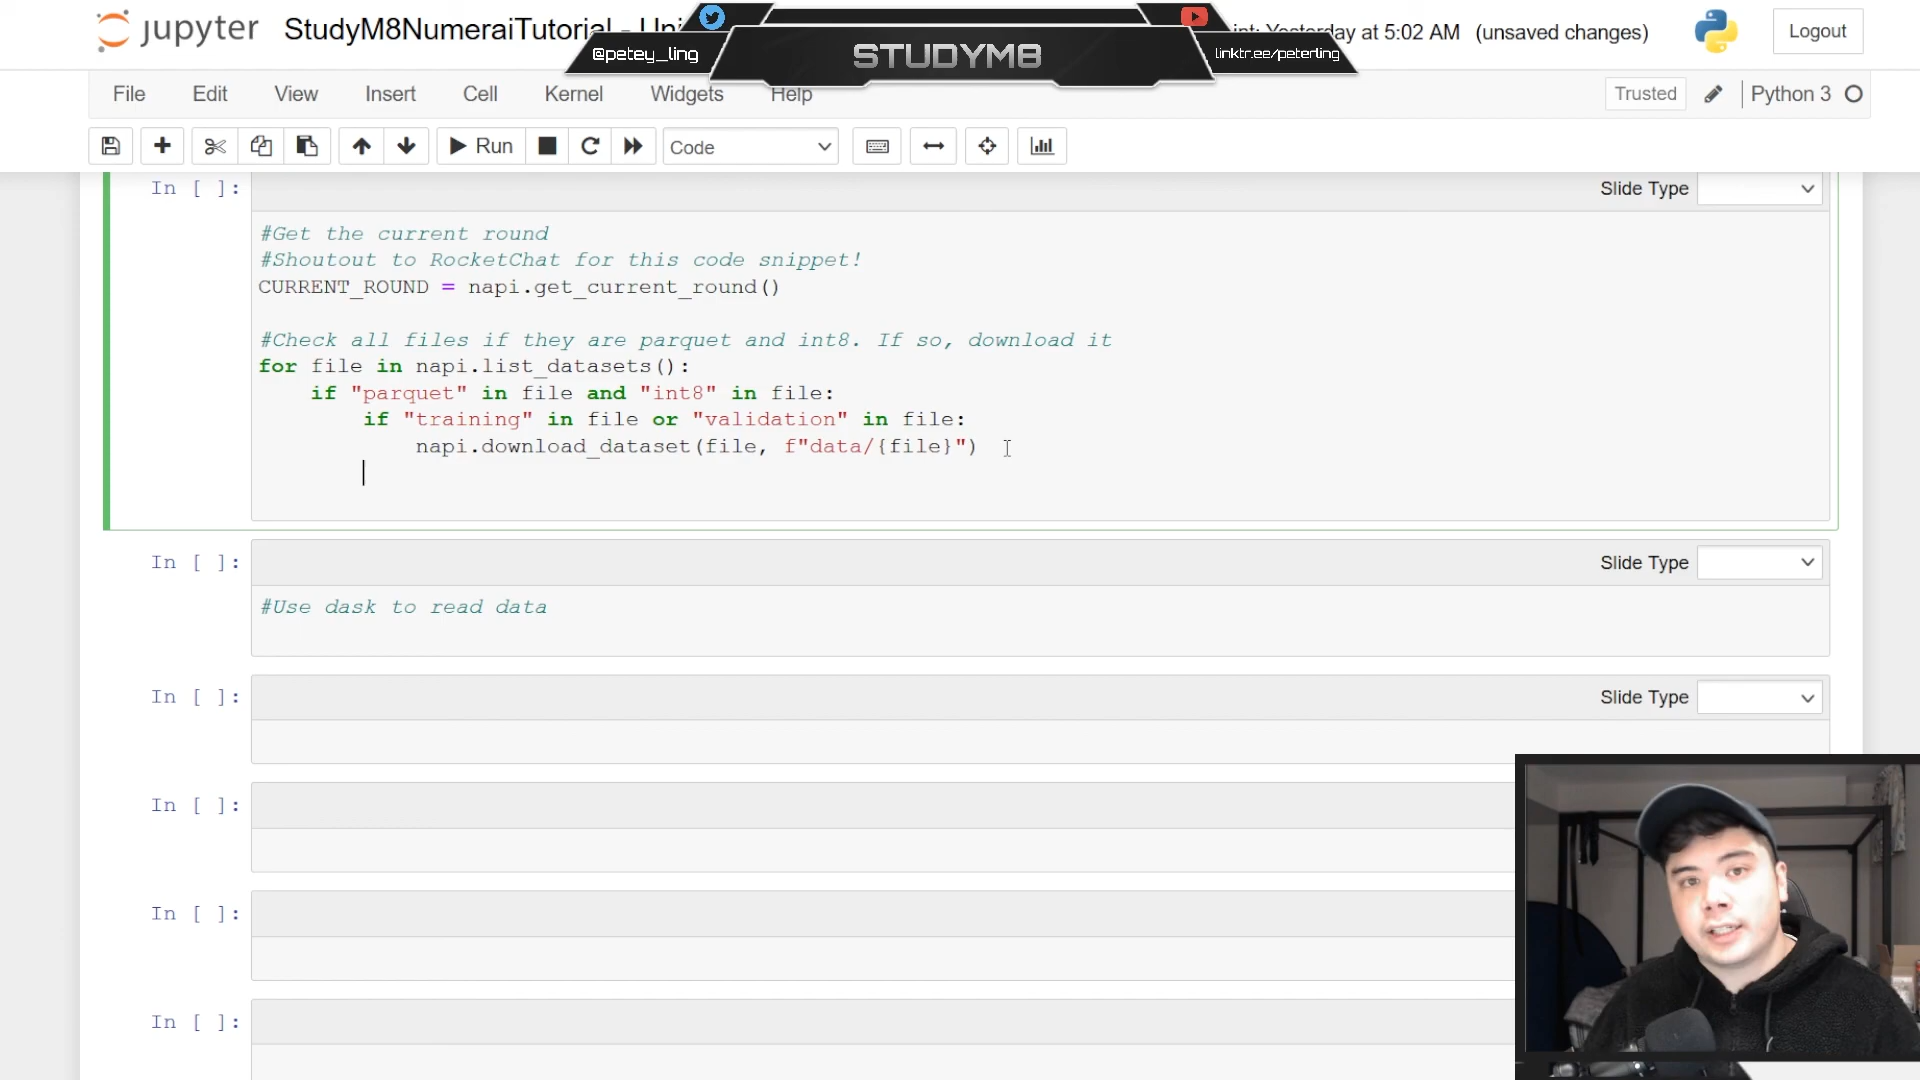 jupyter StudyM8NumeraiTutorial - Uni int: Yesterday at 5:02 AM (unsaved changes) Logout
@petey_ling STUDYM8 linktr.ee/peterling
File Edit View Insert Cell Kernel Widgets Help Trusted Python 3
Run Code
In [ ]: Slide Type
#Get the current round
#Shoutout to RocketChat for this code snippet!
CURRENT_ROUND = napi.get_current_round()
#Check all files if they are parquet and int8. If so, download it
for file in napi.list_datasets():
if "parquet" in file and "int8" in file:
if "training" in file or "validation" in file:
napi.download_dataset(file, f"data/{file}")
In [ ]: Slide Type
#Use dask to read data
In [ ]: Slide Type
In [ ]:
In [ ]:
In [ ]: